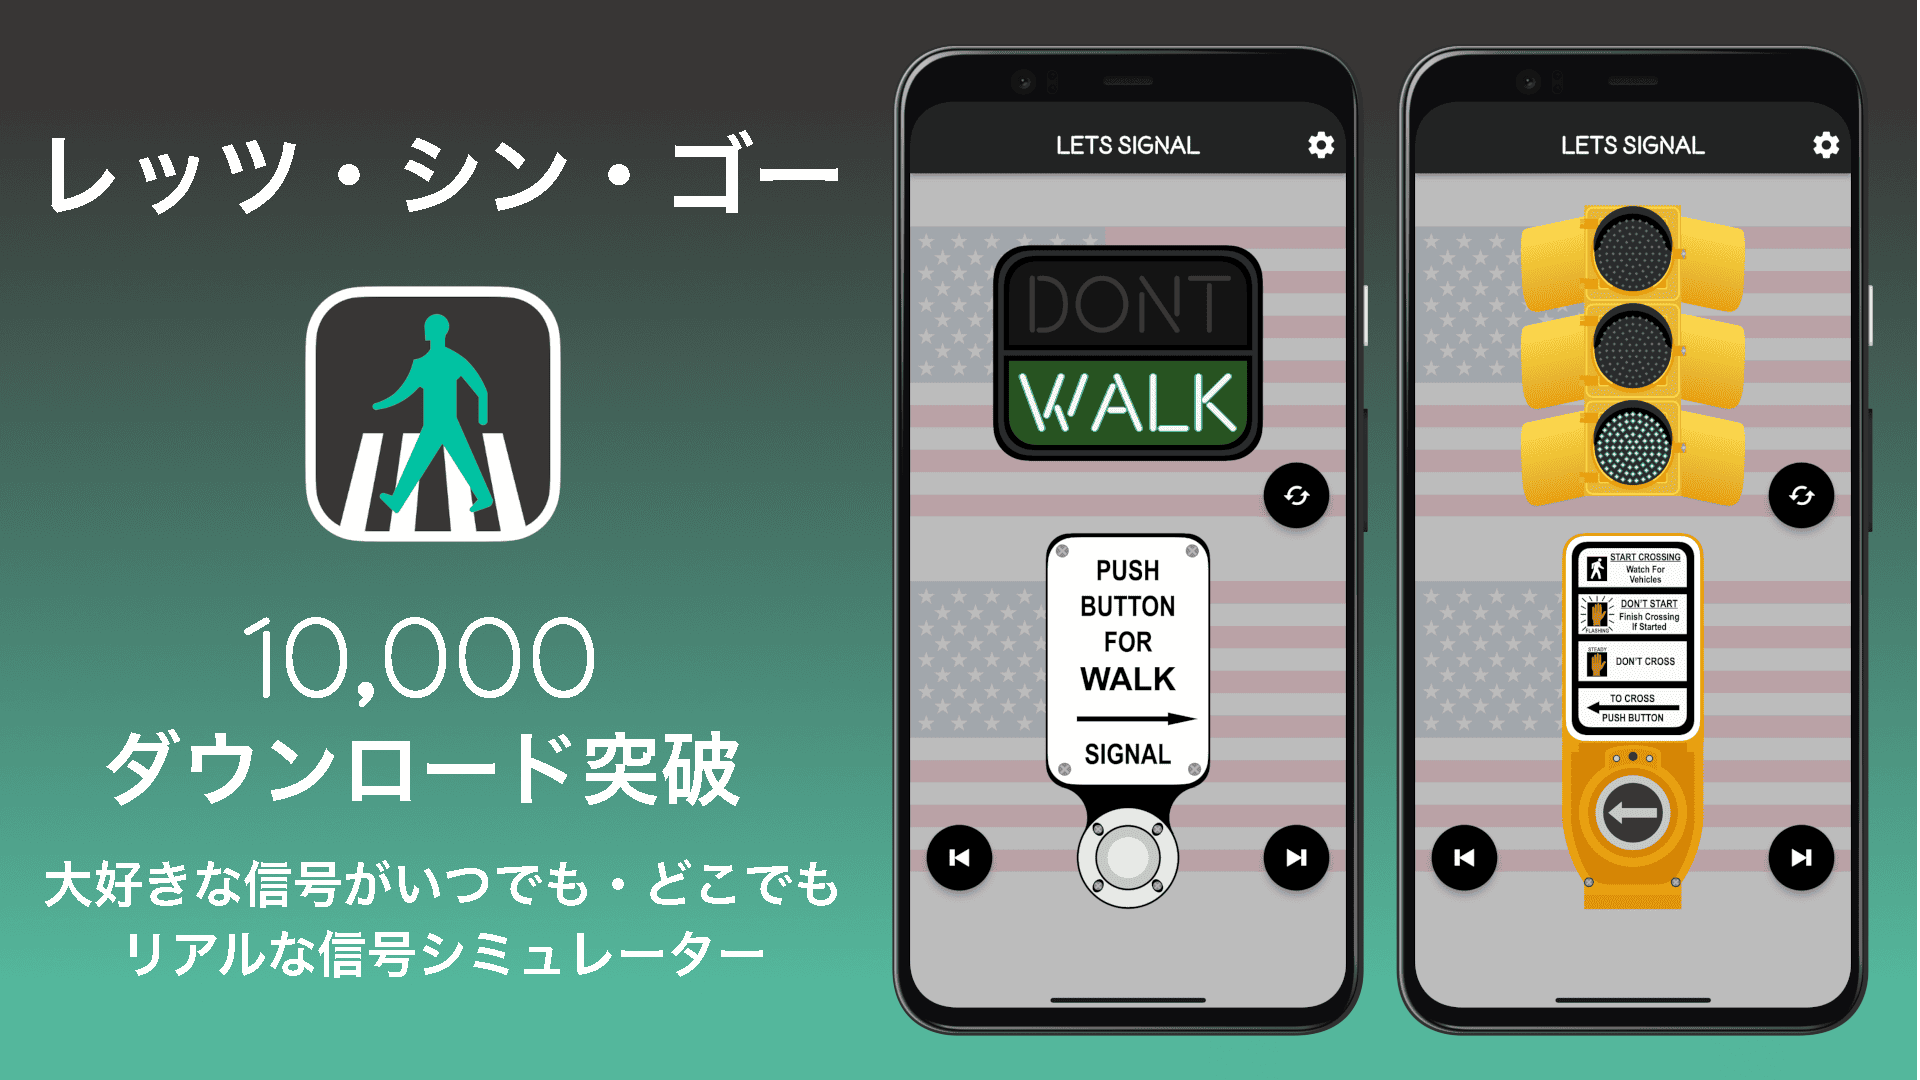 レッツ・シン・ゴー
10,000
ダウンロード突破
大好きな信号がいつでも・どこでも
リアルな信号シミュレーター
LETS SIGNAL
DONT
WALK
PUSH
BUTTON
FOR
WALK
SIGNAL
LETS SIGNAL
START CROSSING
Watch For
Vehicles
DON'T START
Finish Crossing
If Started
FLASHING
STEADY
DON'T CROSS
TO CROSS
PUSH BUTTON